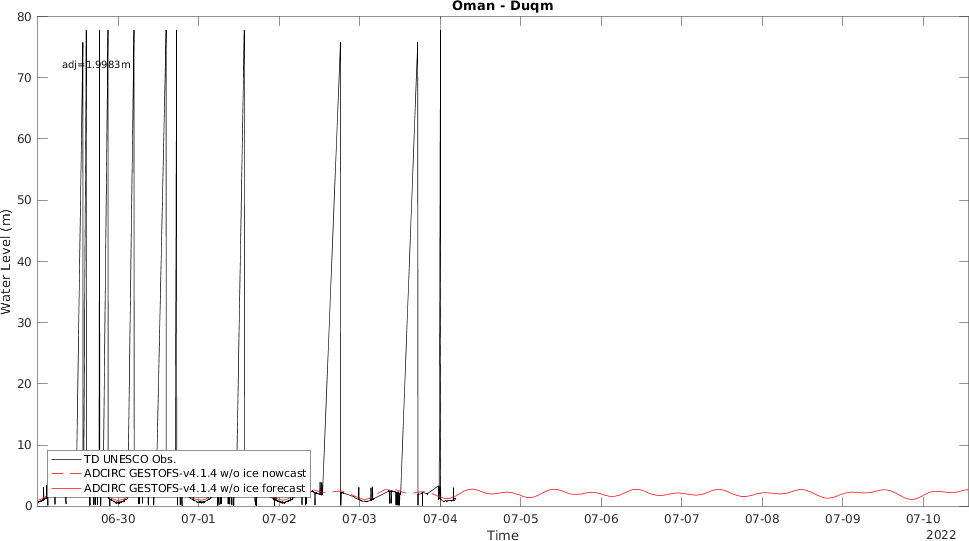 Oman - Duqm
80
70
60
50
40
30
20
10
0
Water Level (m)
adj=1.9983m
TD UNESCO Obs.
ADCIRC GESTOFS-v4.1.4 w/o ice nowcast
ADCIRC GESTOFS-v4.1.4 w/o ice forecast
06-30 07-01 07-02 07-03 07-04 07-05 07-06 07-07 07-08 07-09 07-10
Time
2022